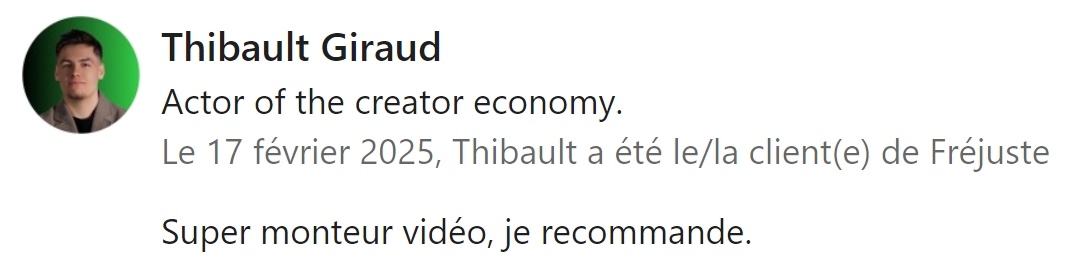 Thibault Giraud
Actor of the creator economy.
Le 17 février 2025, Thibault a été le/la client(e) de Fréjuste
Super monteur vidéo, je recommande.